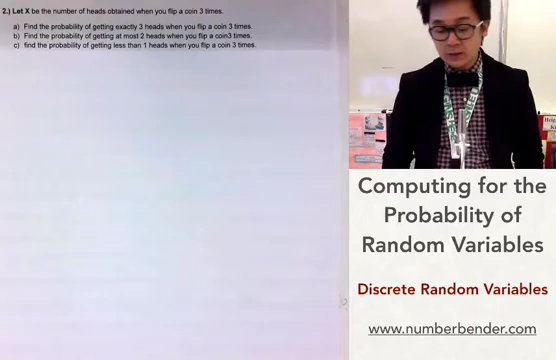 2.) Let X be the number of heads obtained when you flip a coin 3 times.
a) Find the probability of getting exactly 3 heads when you flip a coin 3 times.
b) Find the probability of getting at most 2 heads when you flip a coin3 times.
c) find the probability of getting less than 1 heads when you flip a coin 3 times.
Computing for the
Probability of
Random Variables
Discrete Random Variables
www.numberbender.com